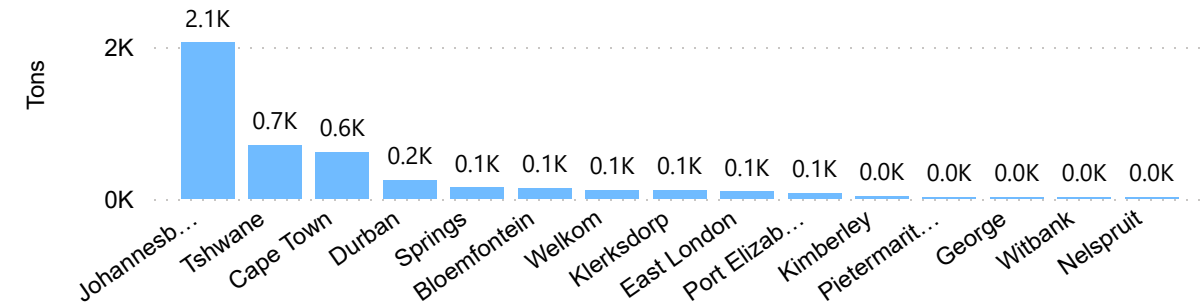 2.1K
2K
Tons
0.7K
0.6K
0.2K
0.1K
0.1K
0.1K
0.1K
0.1K
0.1K
0.0K
0.0K
0.0K
0.0K
0.0K
0K
Johannesb...
Tshwane
Cape Town
Durban
Springs
Bloemfontein
Welkom
Klerksdorp
East London
Port Elizab...
Kimberley
Pietermarit...
George
Witbank
Nelspruit